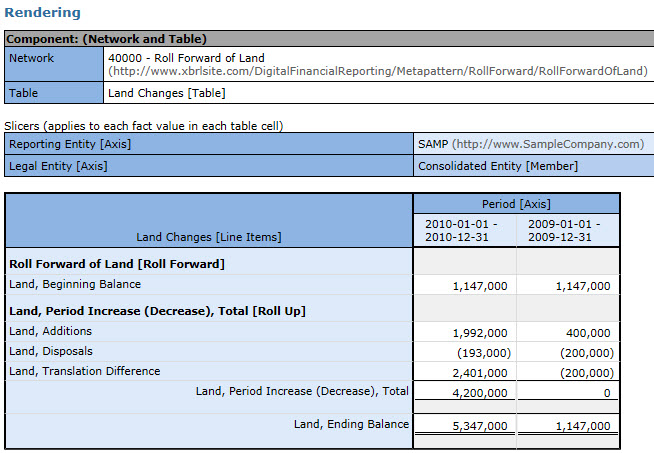 Rendering
Component: (Network and Table)
Network 40000 - Roll Forward of Land
(http://www.xbrlsite.com/DigitalFinancialReporting/Metapattern/RollForward/RollForwardOfLand)
Table Land Changes [Table]
Slicers (applies to each fact value in each table cell)
Reporting Entity [Axis] SAMP (http://www.SampleCompany.com)
Legal Entity [Axis] Consolidated Entity [Member]
Period [Axis]
Land Changes [Line Items] 2010-01-01 - 2010-12-31 2009-01-01 - 2009-12-31
Roll Forward of Land [Roll Forward]
Land, Beginning Balance 1,147,000 1,147,000
Land, Period Increase (Decrease), Total [Roll Up]
Land, Additions 1,992,000 400,000
Land, Disposals (193,000) (200,000)
Land, Translation Difference 2,401,000 (200,000)
Land, Period Increase (Decrease), Total 4,200,000 0
Land, Ending Balance 5,347,000 1,147,000